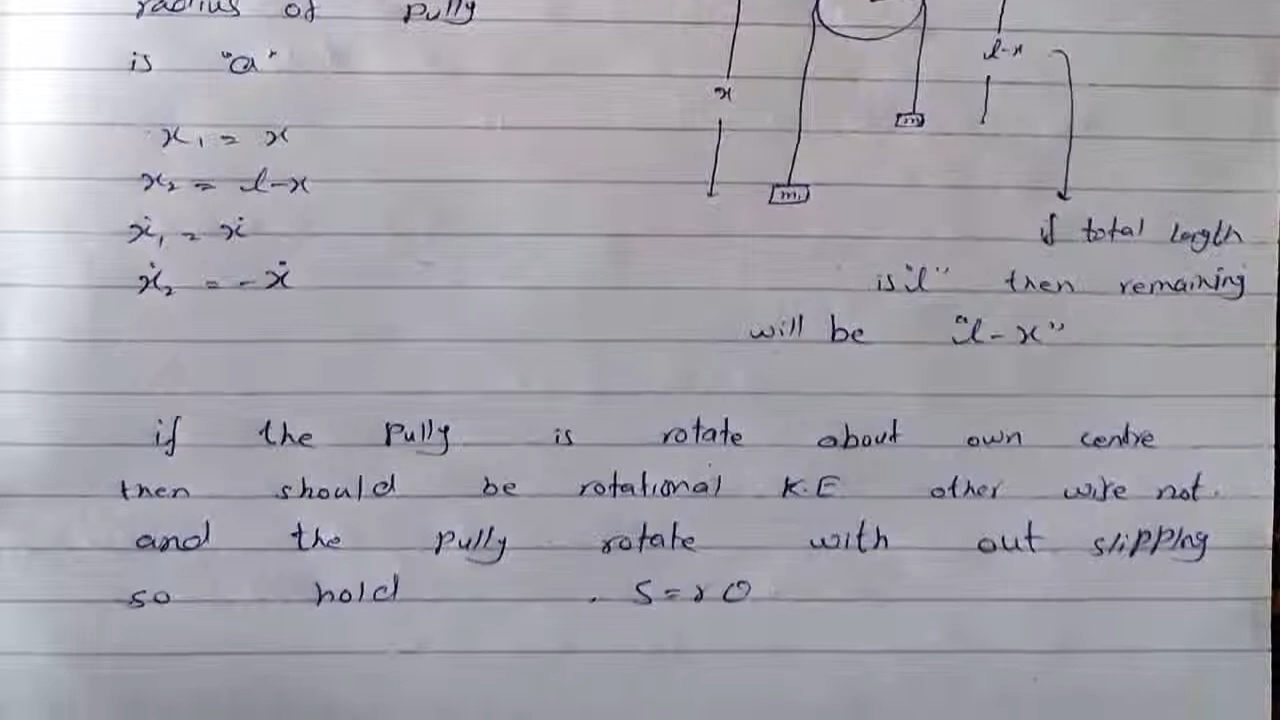 radius of pully
is "a"
l-x
x
m
m₁
x₁ = x
x₂ = l-x
ẋ₁ = ẋ
ẋ₂ = -ẋ
if total length
is "l" then remaining
will be "l-x"
if the pully is rotate about own centre
then should be rotational K.E other wire not.
and the pully rotate with out slipping
so hold . S=rθ